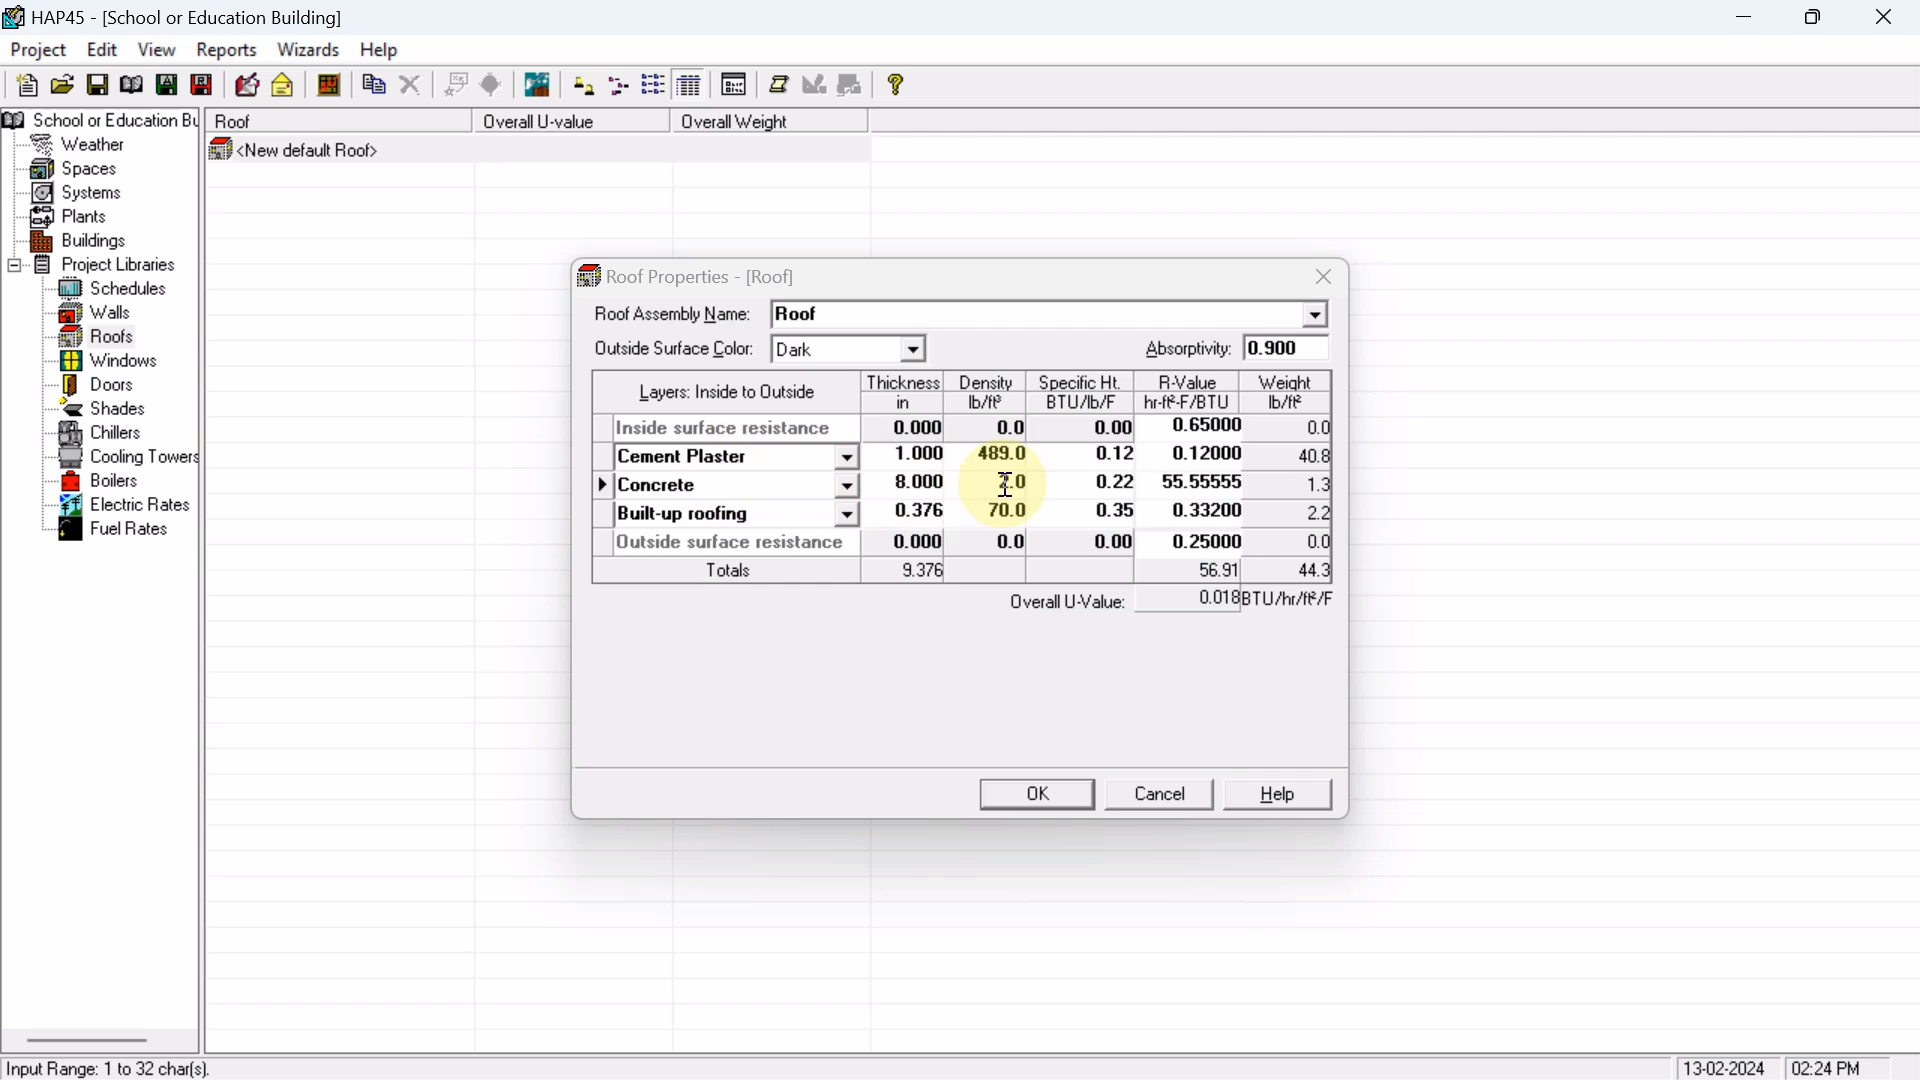 HAP45 - [School or Education Building]
Project Edit View Reports Wizards Help
School or Education Bu
Weather
Spaces
Systems
Plants
Buildings
Project Libraries
Schedules
Walls
Roofs
Windows
Doors
Shades
Chillers
Cooling Towers
Boilers
Electric Rates
Fuel Rates
Roof Overall U-value Overall Weight
<New default Roof>
Roof Properties - [Roof]
Roof Assembly Name: Roof
Outside Surface Color: Dark Absorptivity: 0.900
Layers: Inside to Outside Thickness in Density lb/ft³ Specific Ht. BTU/lb/F R-Value hr-ft²-F/BTU Weight lb/ft²
Inside surface resistance 0.000 0.0 0.00 0.65000 0.0
Cement Plaster 1.000 489.0 0.12 0.12000 40.8
Concrete 8.000 2.0 0.22 55.55555 1.3
Built-up roofing 0.376 70.0 0.35 0.33200 2.2
Outside surface resistance 0.000 0.0 0.00 0.25000 0.0
Totals 9.376 56.91 44.3
Overall U-Value: 0.018 BTU/hr/ft²/F
OK Cancel Help
Input Range: 1 to 32 char(s). 13-02-2024 02:24 PM